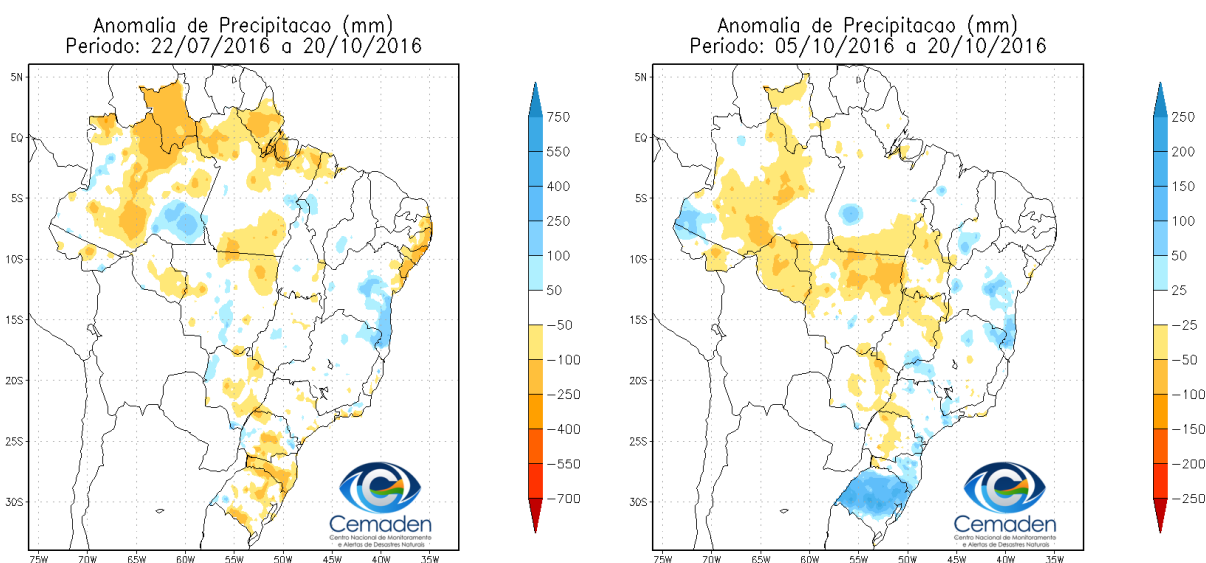 Anomalia de Precipitacao (mm)
Periodo: 22/07/2016 a 20/10/2016
5N
EQ
5S
10S
15S
20S
25S
30S
75W 70W 65W 60W 55W 50W 45W 40W 35W
750
550
400
250
100
50
−50
−100
−250
−400
−550
−700
Cemaden
Centro Nacional de Monitoramento
e Alertas de Desastres Naturais
Anomalia de Precipitacao (mm)
Periodo: 05/10/2016 a 20/10/2016
5N
EQ
5S
10S
15S
20S
25S
30S
75W 70W 65W 60W 55W 50W 45W 40W 35W
250
200
150
100
50
25
−25
−50
−100
−150
−200
−250
Cemaden
Centro Nacional de Monitoramento
e Alertas de Desastres Naturais